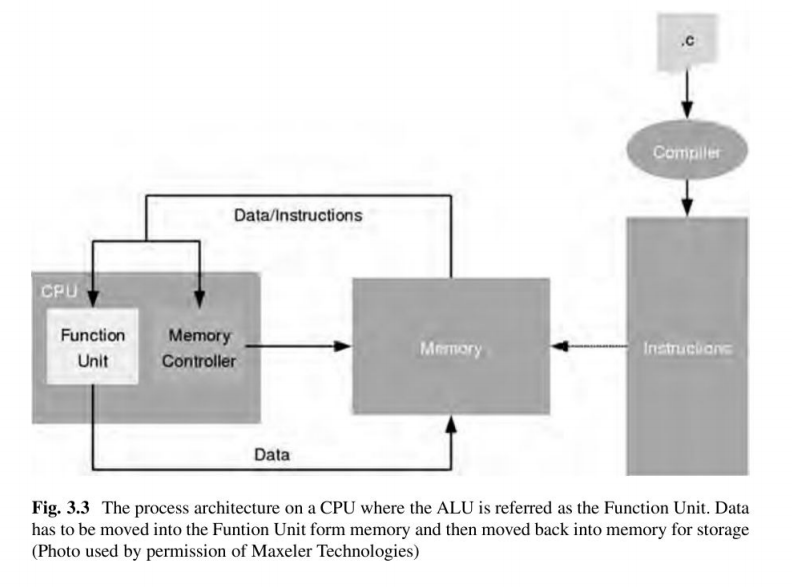 .c
Compiler
Data/Instructions
CPU
Function
Unit
Memory
Controller
Memory
Instructions
Data
Fig. 3.3 The process architecture on a CPU where the ALU is referred as the Function Unit. Data
has to be moved into the Funtion Unit form memory and then moved back into memory for storage
(Photo used by permission of Maxeler Technologies)